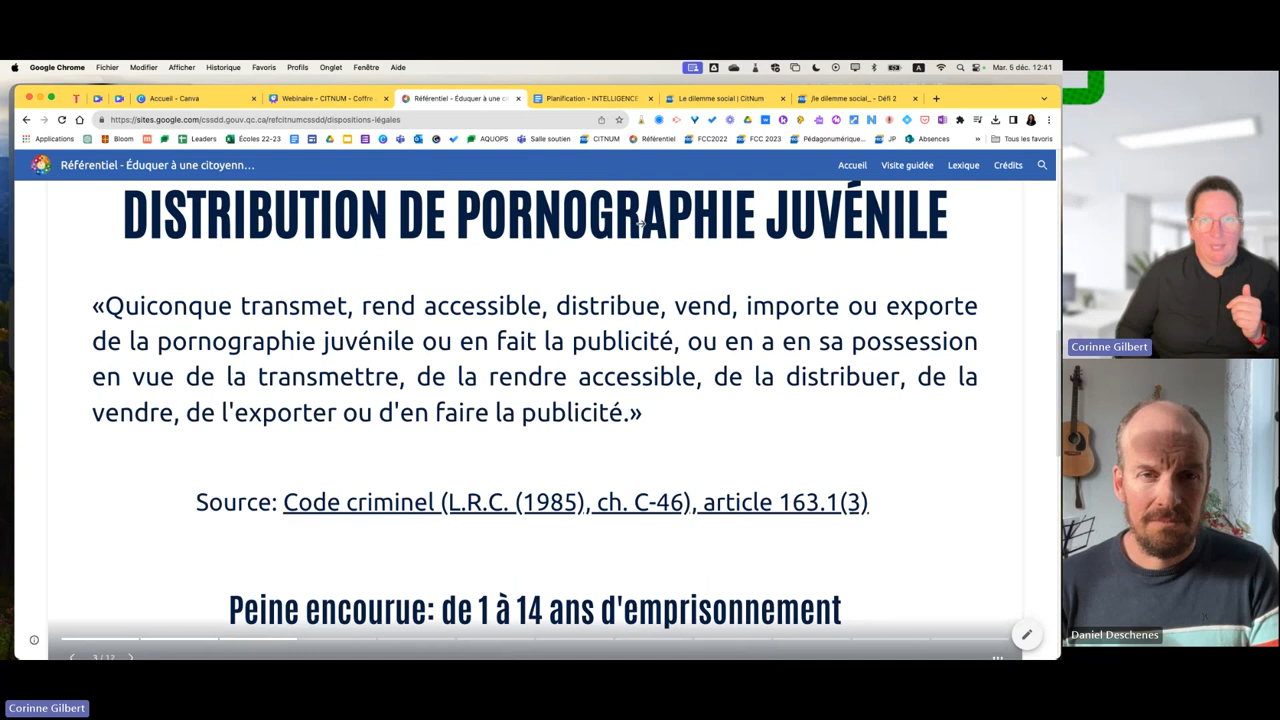 Google Chrome Fichier Modifier Afficher Historique Favoris Profils Onglet Fenêtre Aide
Mar. 5 déc. 12:41
Accueil - Canva
Webinaire - CITNUM - Coffre
Référentiel - Éduquer à une ci
Planification - INTELLIGENCE
Le dilemme social | CitNum
/le dilemme social_ - Défi 2
https://sites.google.com/cssdd.gouv.qc.ca/refcitnumcssdd/dispositions-légales
Applications
Écoles 22-23
Bloom
Leaders
AQUOPS
Salle soutien
CITNUM
Référentiel
FCC2022
FCC 2023
Pédagonumérique...
JP
Absences
Tous les favoris
Référentiel - Éduquer à une citoyenn...
Accueil Visite guidée Lexique Crédits
DISTRIBUTION DE PORNOGRAPHIE JUVÉNILE
«Quiconque transmet, rend accessible, distribue, vend, importe ou exporte
de la pornographie juvénile ou en fait la publicité, ou en a en sa possession
en vue de la transmettre, de la rendre accessible, de la distribuer, de la
vendre, de l'exporter ou d'en faire la publicité.»
Source: Code criminel (L.R.C. (1985), ch. C-46), article 163.1(3)
Peine encourue: de 1 à 14 ans d'emprisonnement
3 / 12
Corinne Gilbert
Daniel Deschenes
Corinne Gilbert